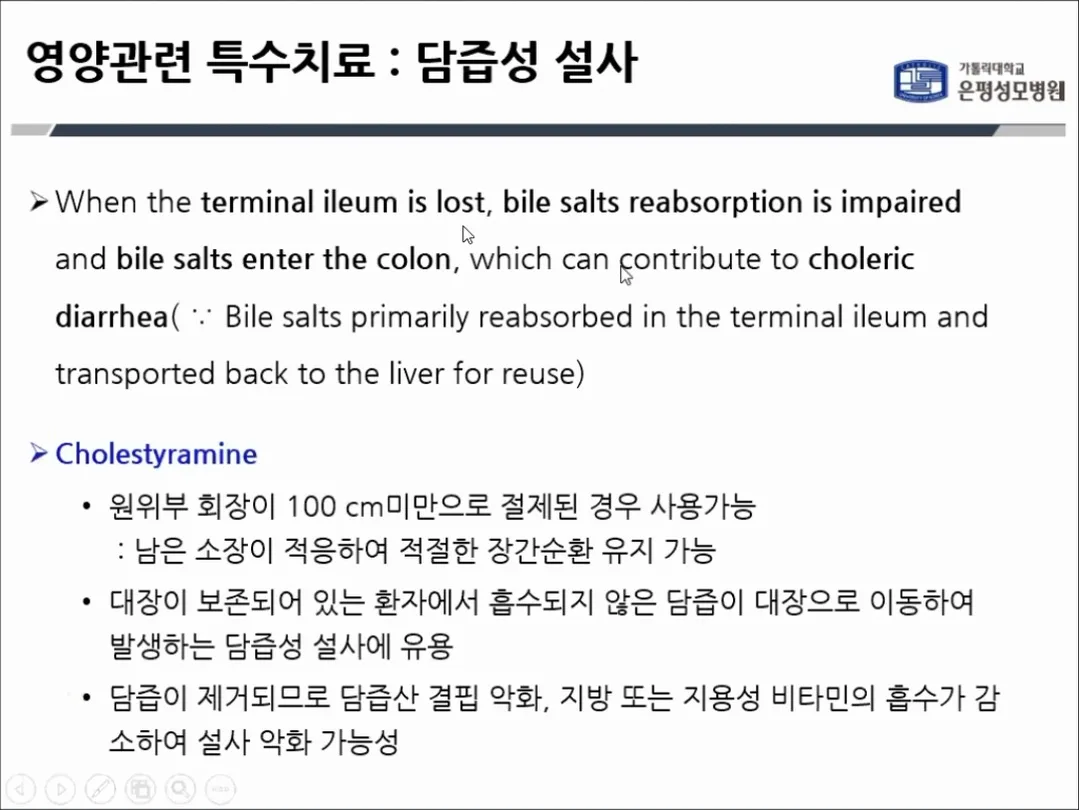 영양관련 특수치료 : 담즙성 설사
가톨릭대학교
은평성모병원
➢ When the terminal ileum is lost, bile salts reabsorption is impaired
and bile salts enter the colon, which can contribute to choleric
diarrhea( ∵ Bile salts primarily reabsorbed in the terminal ileum and
transported back to the liver for reuse)
➢ Cholestyramine
• 원위부 회장이 100 cm미만으로 절제된 경우 사용가능
: 남은 소장이 적응하여 적절한 장간순환 유지 가능
• 대장이 보존되어 있는 환자에서 흡수되지 않은 담즙이 대장으로 이동하여
발생하는 담즙성 설사에 유용
• 담즙이 제거되므로 담즙산 결핍 악화, 지방 또는 지용성 비타민의 흡수가 감
소하여 설사 악화 가능성